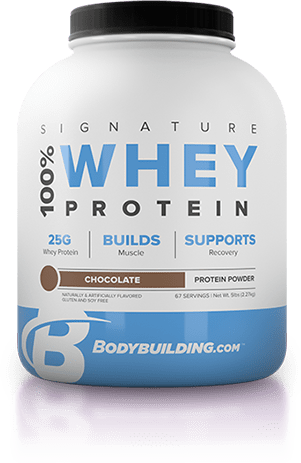 SIGNATURE
100% WHEY
PROTEIN
25G BUILDS SUPPORTS
Whey Protein Muscle Recovery
CHOCOLATE PROTEIN POWDER
NATURALLY & ARTIFICIALLY FLAVORED
GLUTEN AND SOY FREE
67 SERVINGS | Net Wt. 5lbs (2.27kg)
B BODYBUILDING.COM™